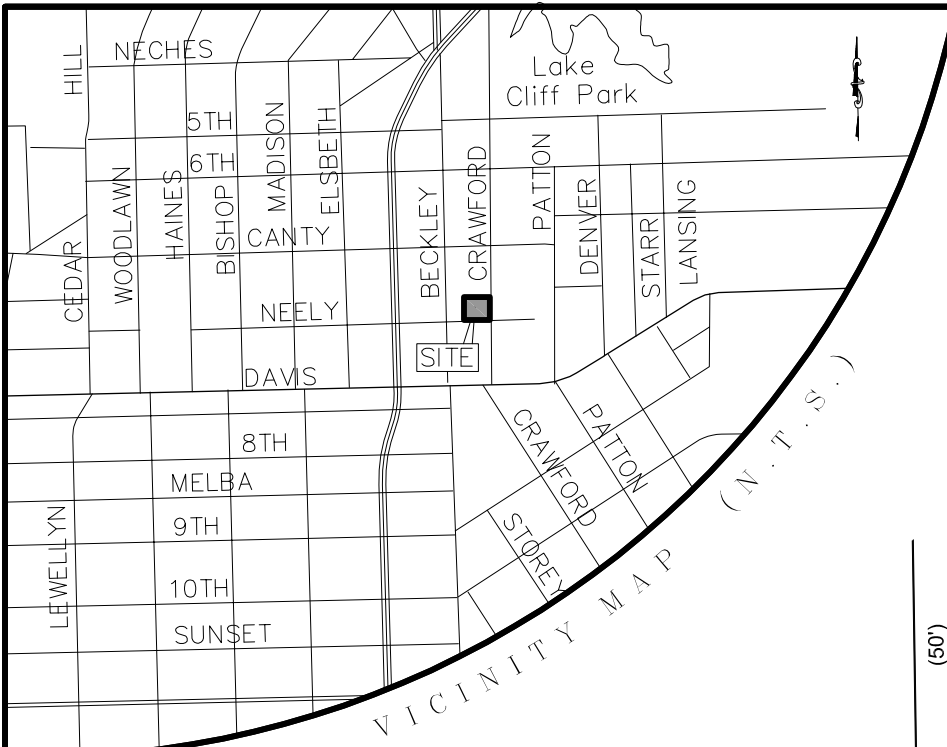 HILL
NECHES
Lake
Cliff Park
5TH
6TH
MADISON
ELSBETH
CRAWFORD
PATTON
WOODLAWN
HAINES
BISHOP
CANTY
BECKLEY
DENVER
STARR
LANSING
CEDAR
NEELY
SITE
DAVIS
8TH
MELBA
9TH
LEWELLYN
10TH
SUNSET
CRAWFORD
PATTON
STOREY
VICINITY MAP (N.T.S.)
(50')